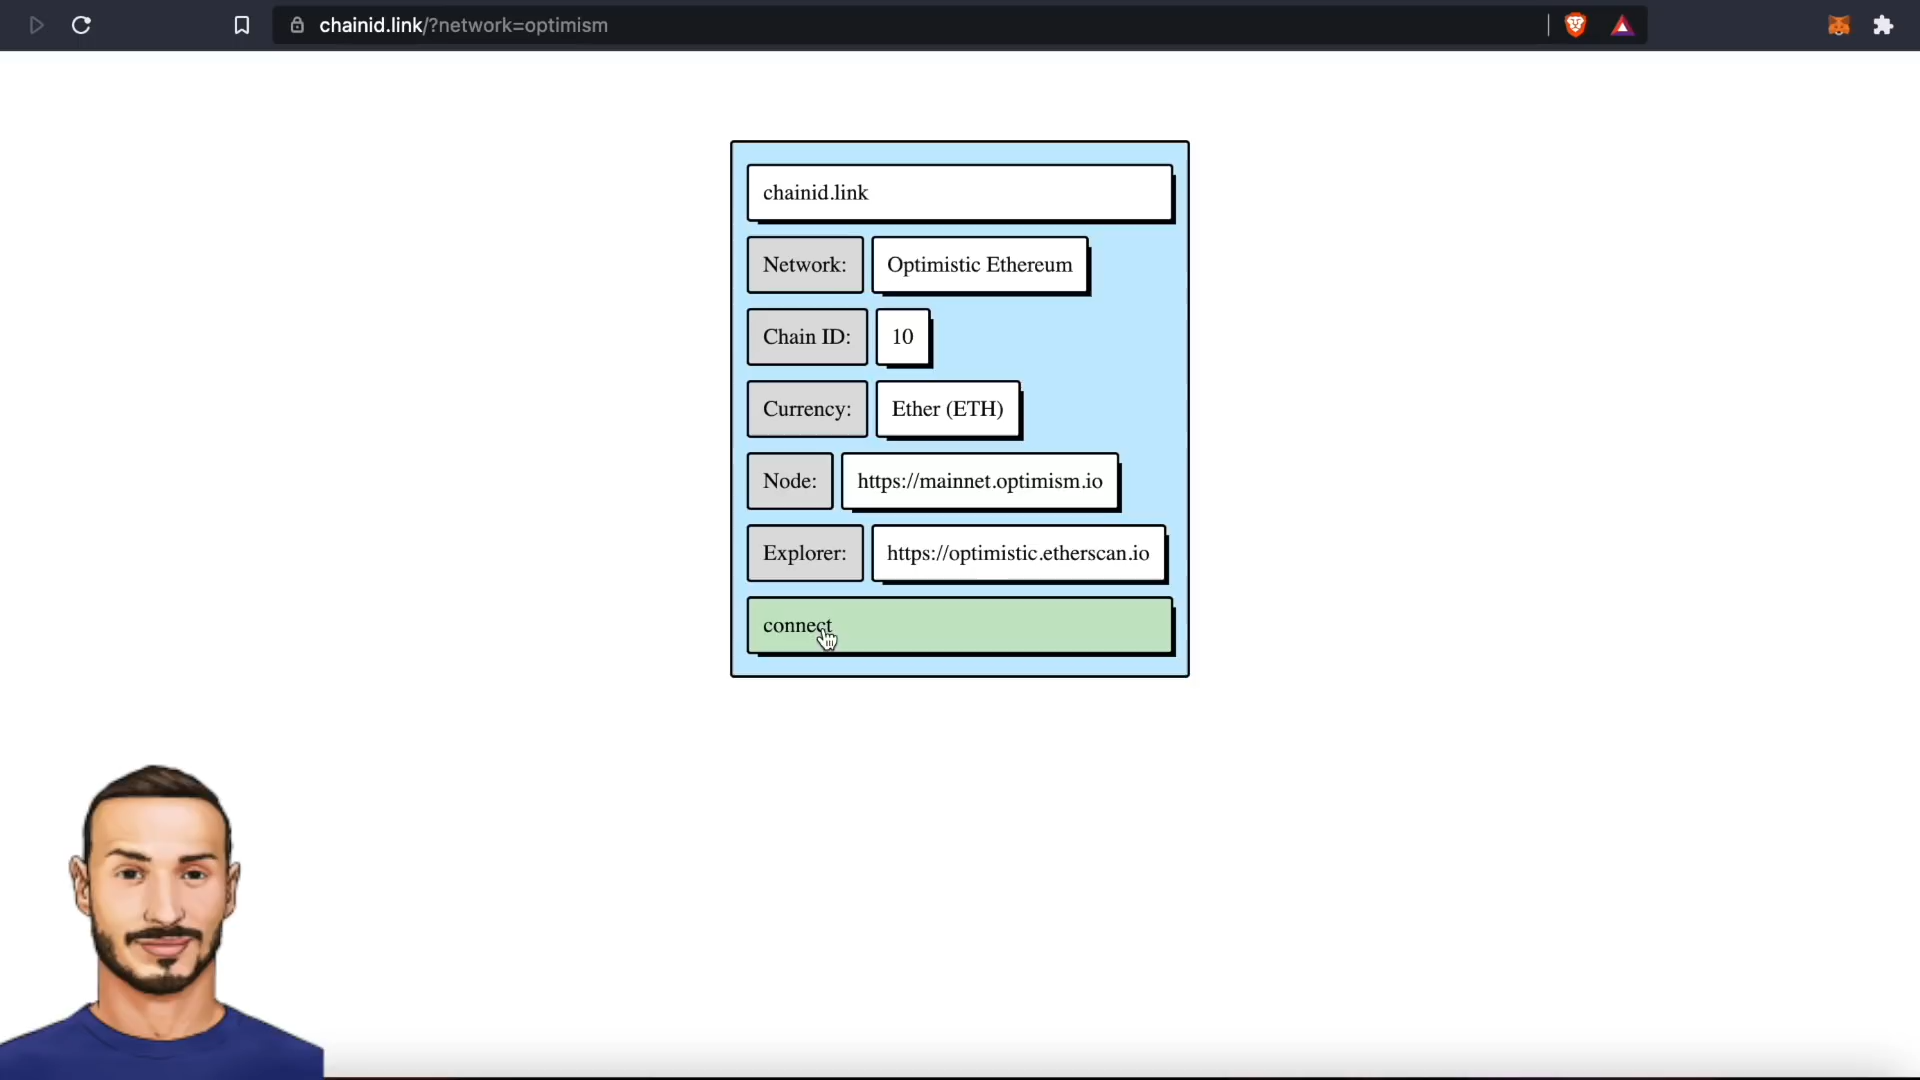 chainid.link/?network=optimism
chainid.link
Network: Optimistic Ethereum
Chain ID: 10
Currency: Ether (ETH)
Node: https://mainnet.optimism.io
Explorer: https://optimistic.etherscan.io
connect